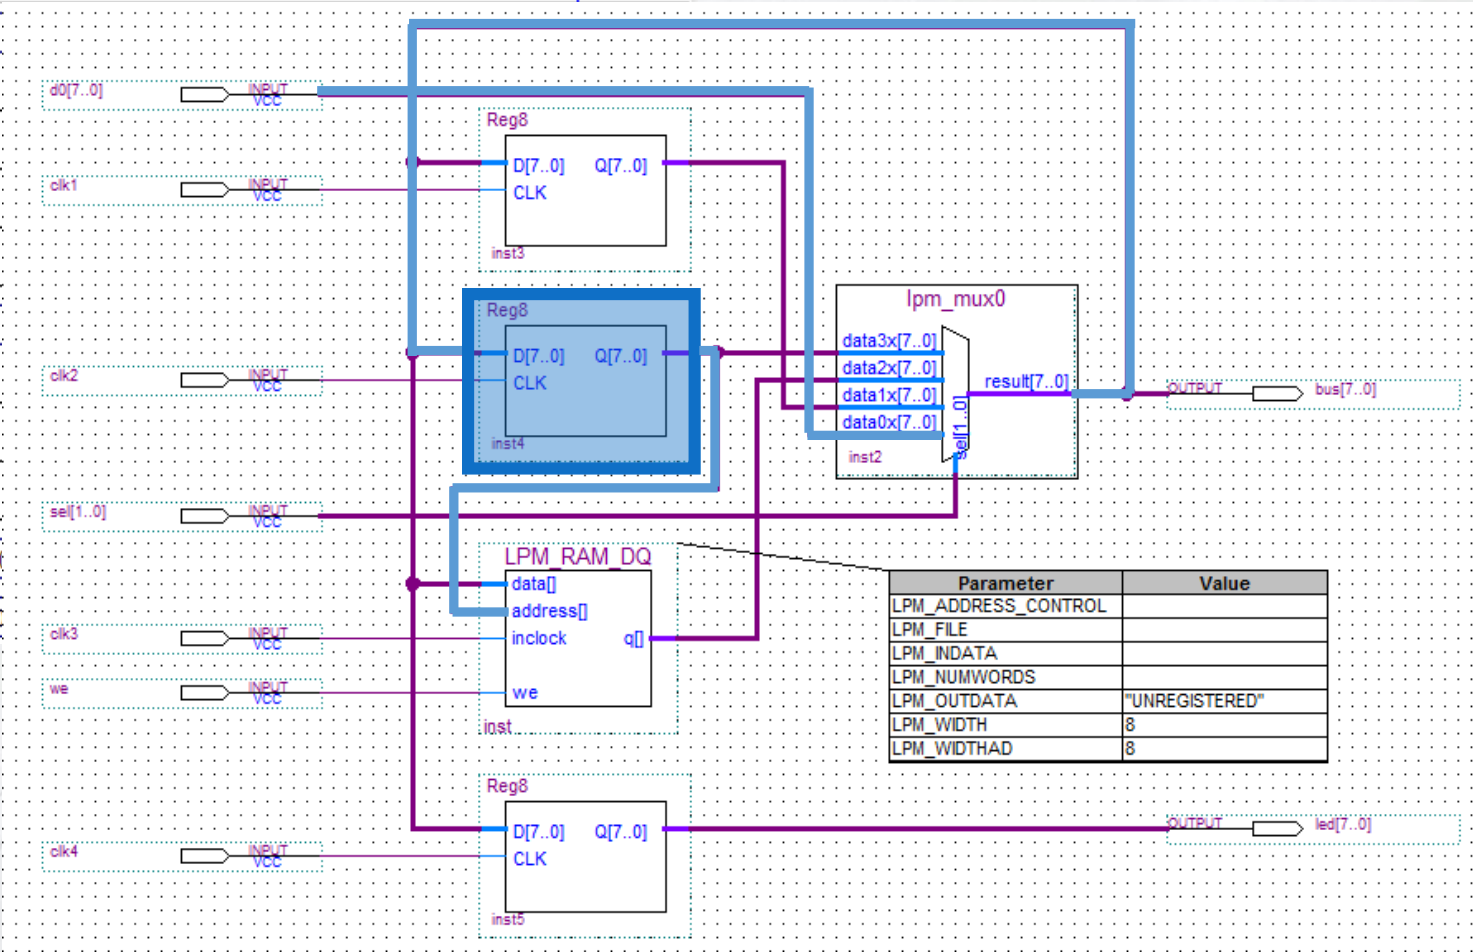 d0[7..0]
INPUT
VCC
Reg8
D[7..0] Q[7..0]
CLK
inst3
clk1
INPUT
VCC
Reg8
D[7..0] Q[7..0]
CLK
inst4
clk2
INPUT
VCC
lpm_mux0
data3x[7..0]
data2x[7..0]
data1x[7..0]
data0x[7..0]
sel[1..0]
result[7..0]
inst2
OUTPUT
bus[7..0]
sel[1..0]
INPUT
VCC
LPM_RAM_DQ
data[]
address[]
inclock q[]
we
inst
clk3
INPUT
VCC
we
INPUT
VCC
Parameter Value
LPM_ADDRESS_CONTROL
LPM_FILE
LPM_INDATA
LPM_NUMWORDS
LPM_OUTDATA "UNREGISTERED"
LPM_WIDTH 8
LPM_WIDTHAD 8
Reg8
D[7..0] Q[7..0]
CLK
inst5
OUTPUT
led[7..0]
clk4
INPUT
VCC